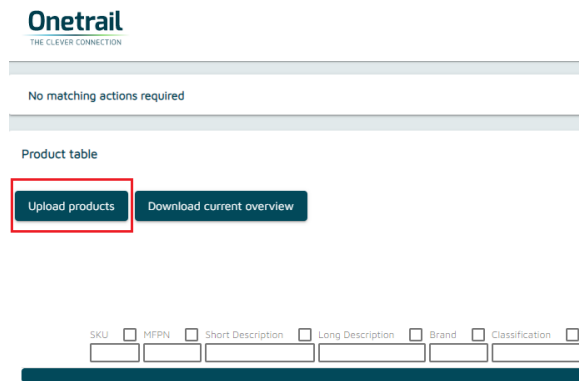 Onetrail
THE CLEVER CONNECTION
No matching actions required
Product table
Upload products Download current overview
SKU MFPN Short Description Long Description Brand Classification